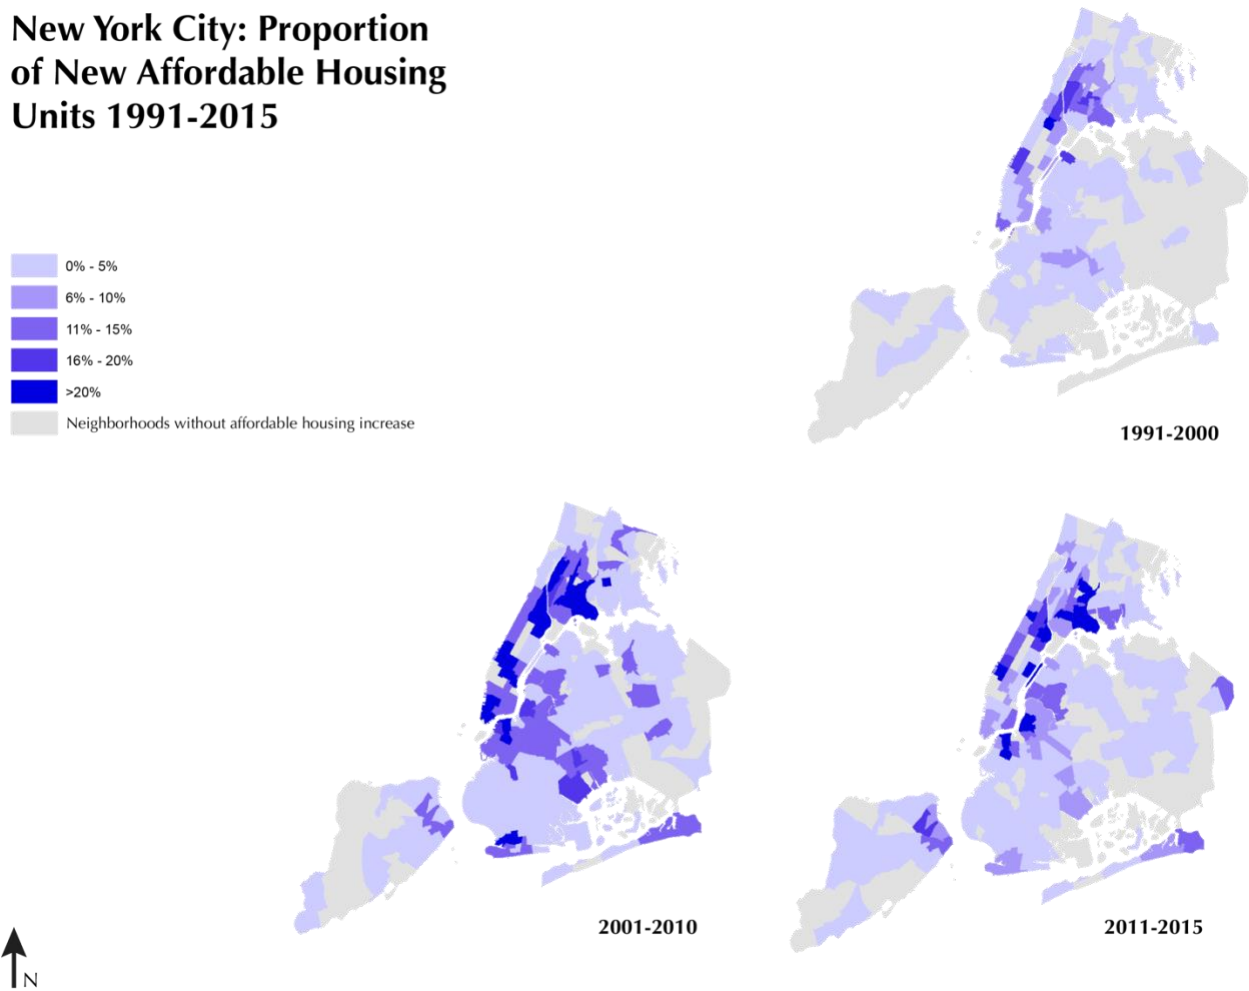 New York City: Proportion
of New Affordable Housing
Units 1991-2015
0% - 5%
6% - 10%
11% - 15%
16% - 20%
>20%
Neighborhoods without affordable housing increase
1991-2000
2001-2010
2011-2015
N